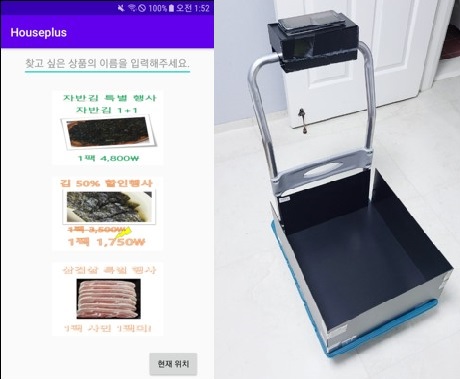 100% 오전 1:52
Houseplus
찾고 싶은 상품의 이름을 입력해주세요.
자반김 특별 행사
자반김 1+1
1팩 4,800₩
김 50% 할인행사
1팩 3,500₩
1팩 1,750₩
삼겹살 특별 행사
1팩 사면 1팩더!
현재 위치